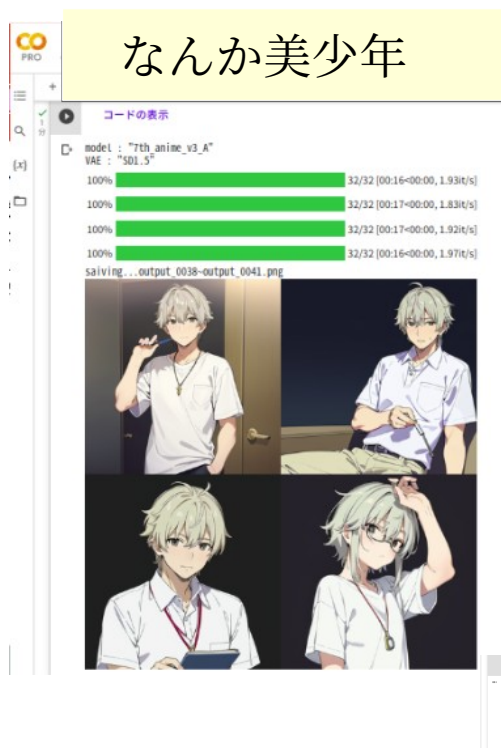 なんか美少年
CO
PRO
コードの表示
1
分
{x}
model : "7th_anime_v3_A"
VAE : "SD1.5"
100% 32/32 [00:16<00:00, 1.93it/s]
100% 32/32 [00:17<00:00, 1.83it/s]
100% 32/32 [00:17<00:00, 1.92it/s]
100% 32/32 [00:16<00:00, 1.97it/s]
saiving...output_0038~output_0041.png